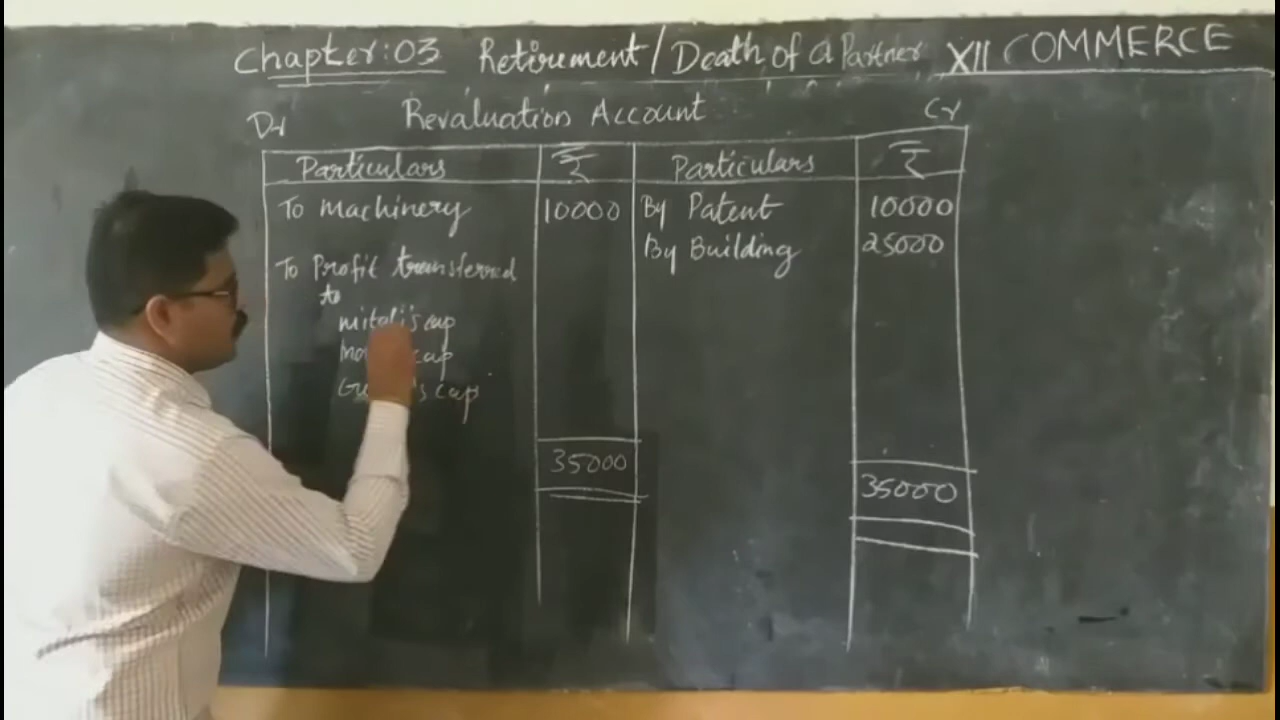 Chapter:03 Retirement/Death of a Partner XII COMMERCE
Dr Revaluation Account Cr
Particulars ₹ Particulars ₹
To Machinery 10000 By Patent 10000
By Building 25000
To Profit transferred
to
cap
cap
cap
35000
35000